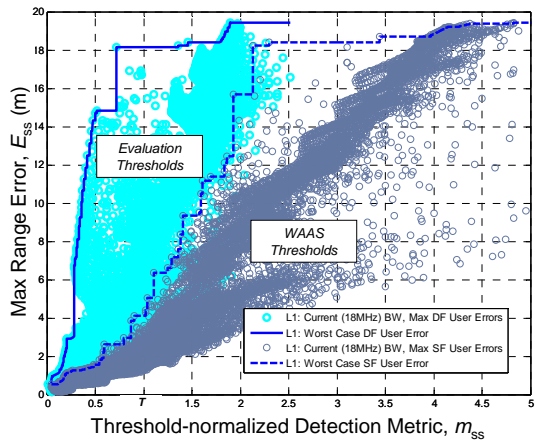 20
18
16
14
12
10
8
6
4
2
0
Max Range Error, Ess (m)
Evaluation
Thresholds
WAAS
Thresholds
L1: Current (18MHz) BW, Max DF User Errors
L1: Worst Case DF User Error
L1: Current (18MHz) BW, Max SF User Errors
L1: Worst Case SF User Error
0 0.5 T 1.5 2 2.5 3 3.5 4 4.5 5
Threshold-normalized Detection Metric, mss